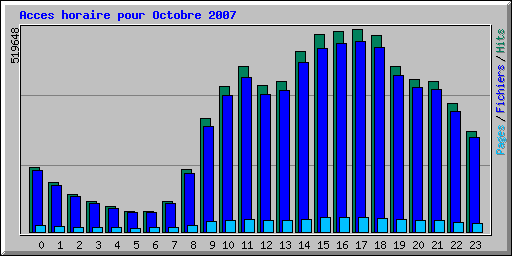 Acces horaire pour Octobre 2007
519648
Pages / Fichiers / Hits
0 1 2 3 4 5 6 7 8 9 10 11 12 13 14 15 16 17 18 19 20 21 22 23